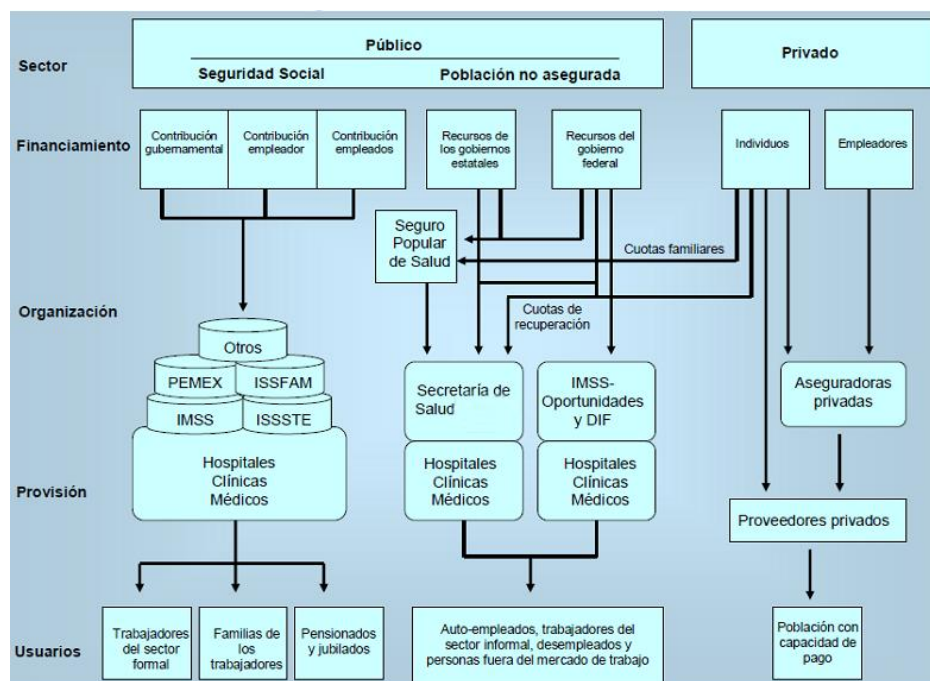 Sector
Público
Seguridad Social
Población no asegurada
Privado
Financiamiento
Contribución
gubernamental
Contribución
empleador
Contribución
empleados
Recursos de
los gobiernos
estatales
Recursos del
gobierno
federal
Individuos
Empleadores
Seguro
Popular
de Salud
Cuotas familiares
Organización
Cuotas de
recuperación
Otros
PEMEX
ISSFAM
IMSS
ISSSTE
Secretaría de
Salud
IMSS-
Oportunidades
y DIF
Aseguradoras
privadas
Provisión
Hospitales
Clínicas
Médicos
Hospitales
Clínicas
Médicos
Hospitales
Clínicas
Médicos
Proveedores privados
Usuarios
Trabajadores
del sector
formal
Familias de
los
trabajadores
Pensionados
y jubilados
Auto-empleados, trabajadores del
sector informal, desempleados y
personas fuera del mercado de trabajo
Población con
capacidad de
pago